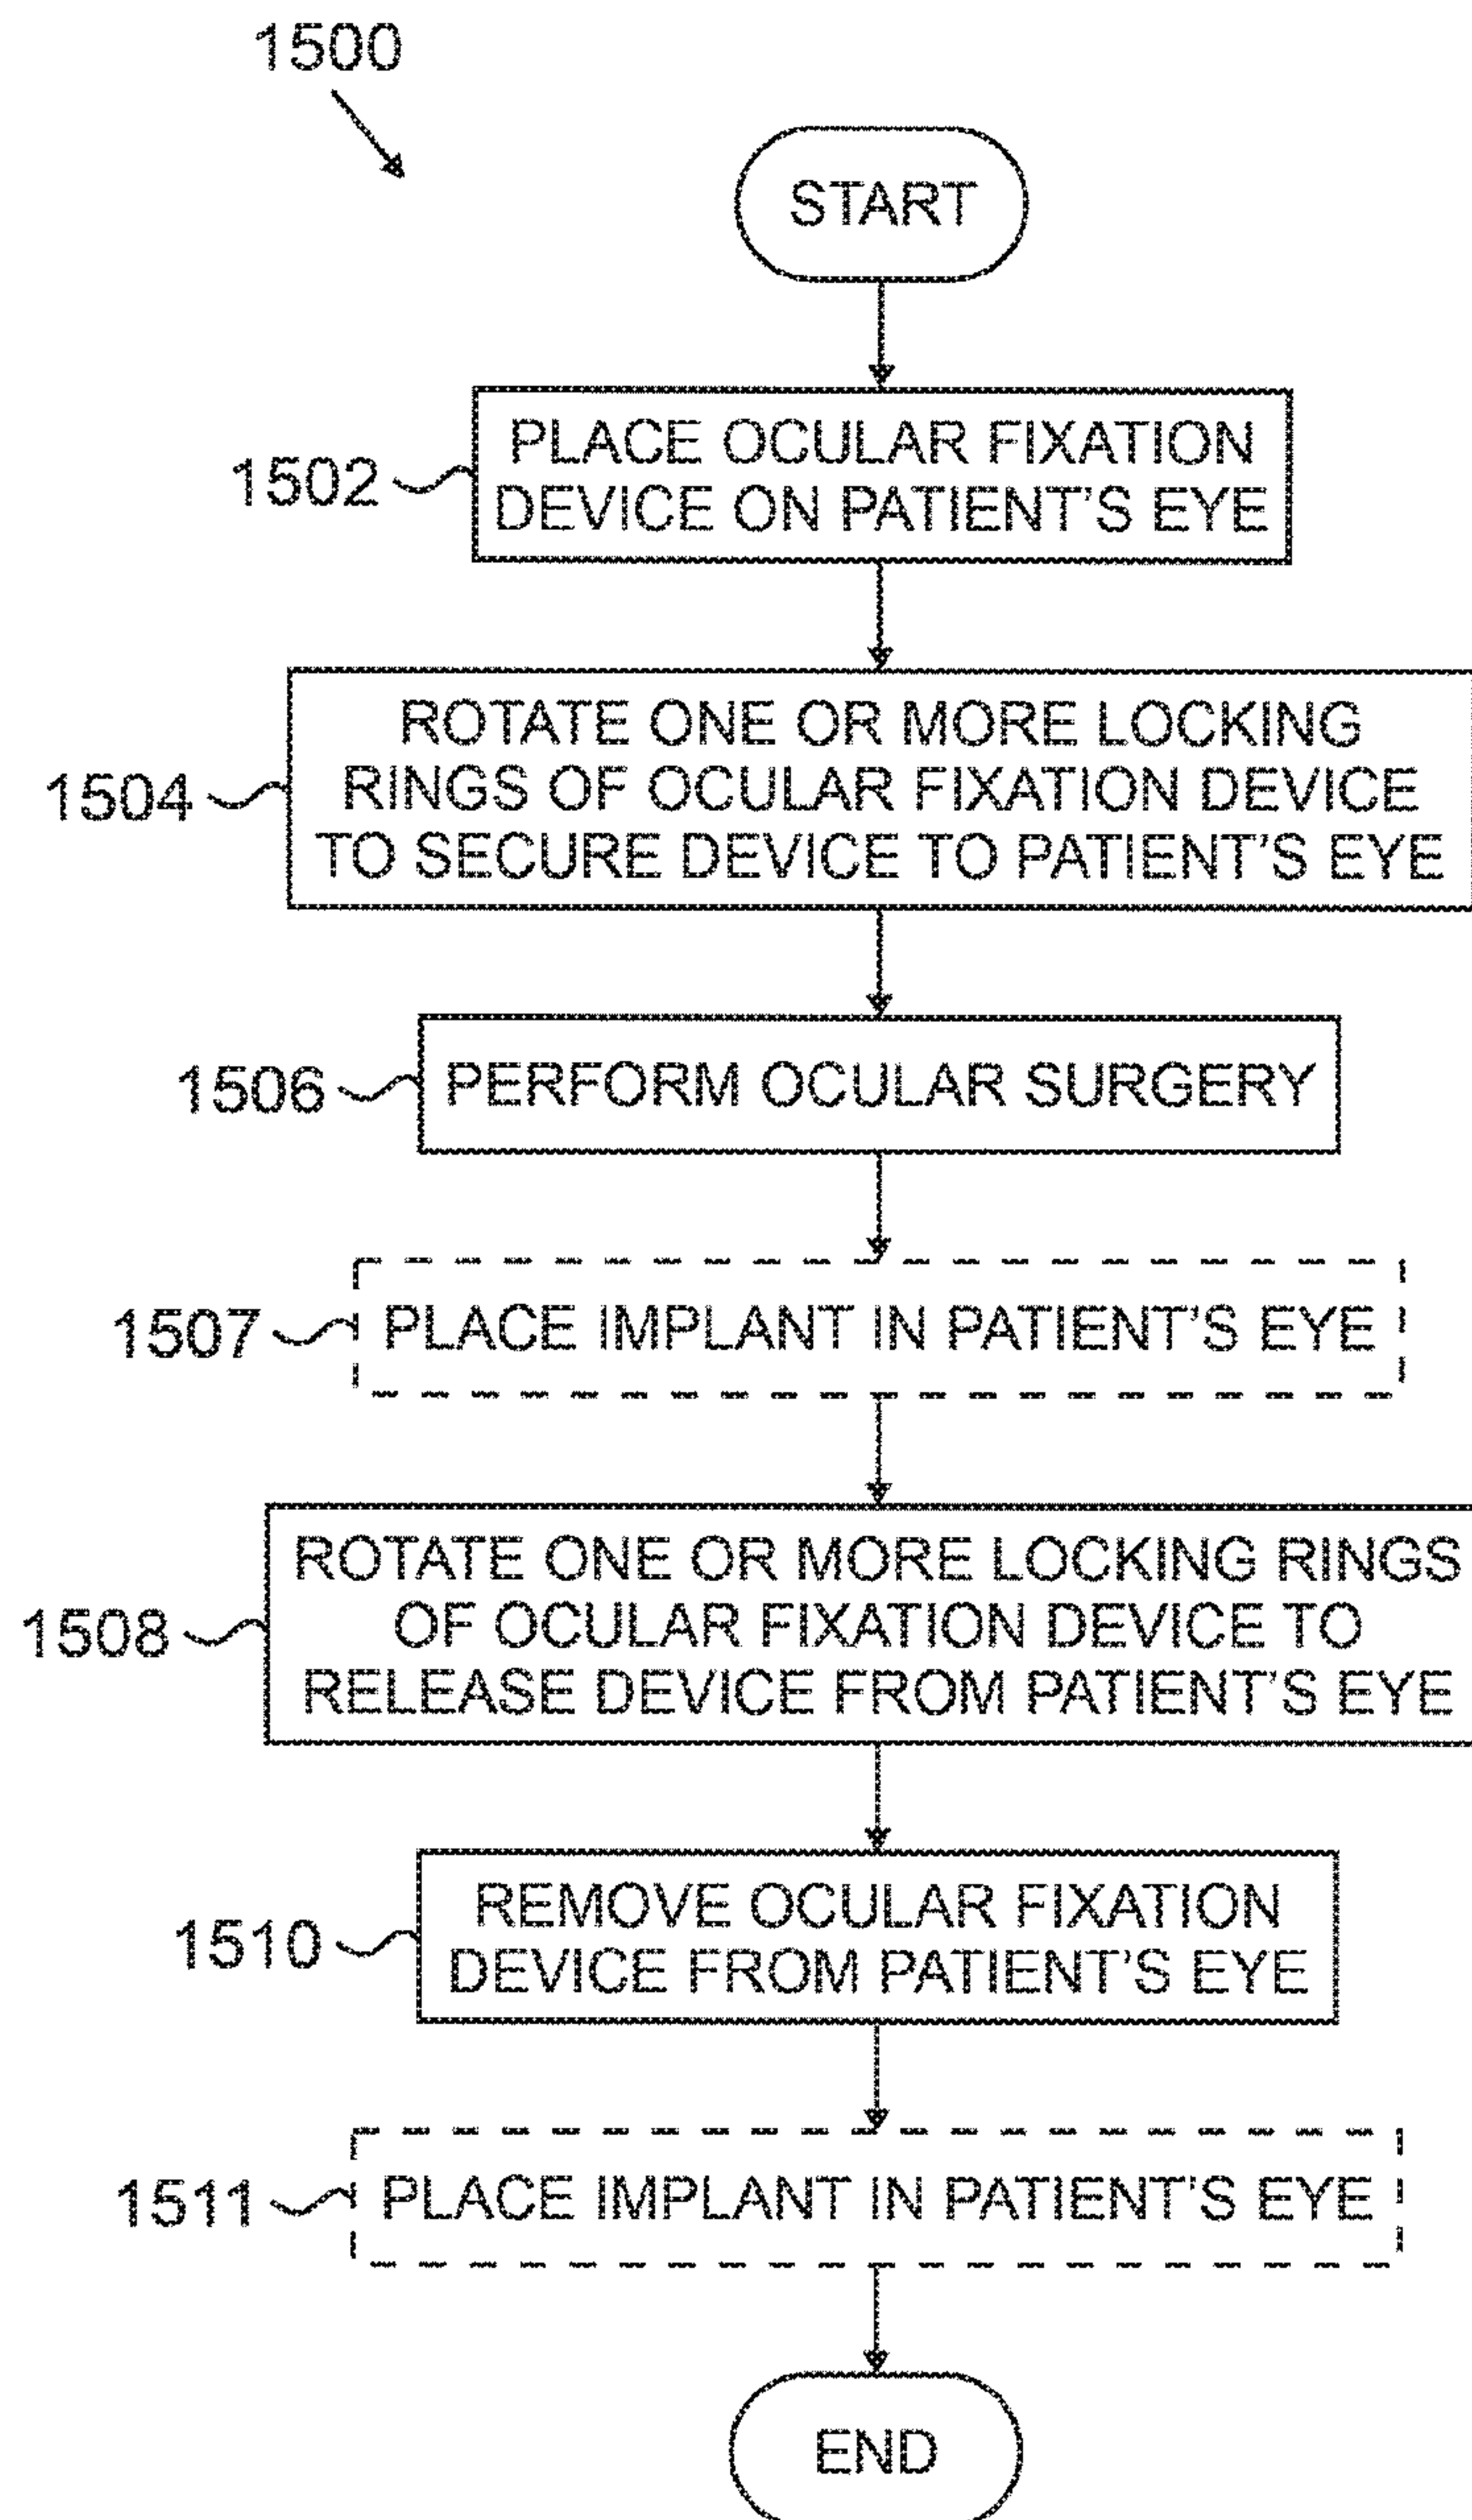 1500
START
1502
PLACE OCULAR FIXATION
DEVICE ON PATIENT'S EYE
1504
ROTATE ONE OR MORE LOCKING
RINGS OF OCULAR FIXATION DEVICE
TO SECURE DEVICE TO PATIENT'S EYE
1506
PERFORM OCULAR SURGERY
1507
PLACE IMPLANT IN PATIENT'S EYE
1508
ROTATE ONE OR MORE LOCKING RINGS
OF OCULAR FIXATION DEVICE TO
RELEASE DEVICE FROM PATIENT'S EYE
1510
REMOVE OCULAR FIXATION
DEVICE FROM PATIENT'S EYE
1511
PLACE IMPLANT IN PATIENT'S EYE
END